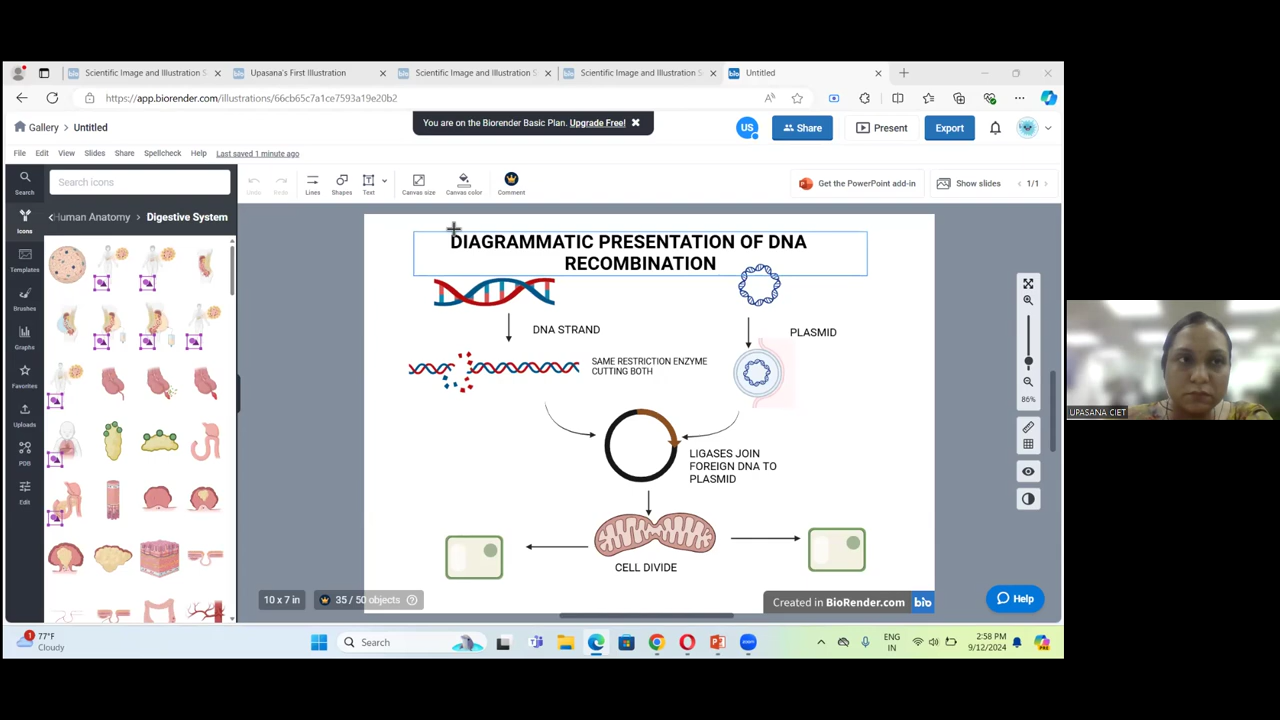 Scientific Image and Illustration S
Upasana's First Illustration
Scientific Image and Illustration S
Scientific Image and Illustration S
Untitled
https://app.biorender.com/illustrations/66cb65c7a1ce7593a19e20b2
Gallery > Untitled
You are on the Biorender Basic Plan. Upgrade Free!
US
Share
Present
Export
File Edit View Slides Share Spellcheck Help Last saved 1 minute ago
Search
Search icons
Undo Redo Lines Shapes Text Canvas size Canvas color Comment
Get the PowerPoint add-in
Show slides
1/1
Icons
Human Anatomy > Digestive System
Templates
Brushes
Graphs
Favorites
Uploads
PDB
Edit
DIAGRAMMATIC PRESENTATION OF DNA
RECOMBINATION
DNA STRAND
PLASMID
SAME RESTRICTION ENZYME
CUTTING BOTH
LIGASES JOIN
FOREIGN DNA TO
PLASMID
CELL DIVIDE
86%
10 x 7 in
35 / 50 objects
Created in BioRender.com bio
Help
UPASANA CIET
1
77°F
Cloudy
Search
ENG
IN
2:58 PM
9/12/2024